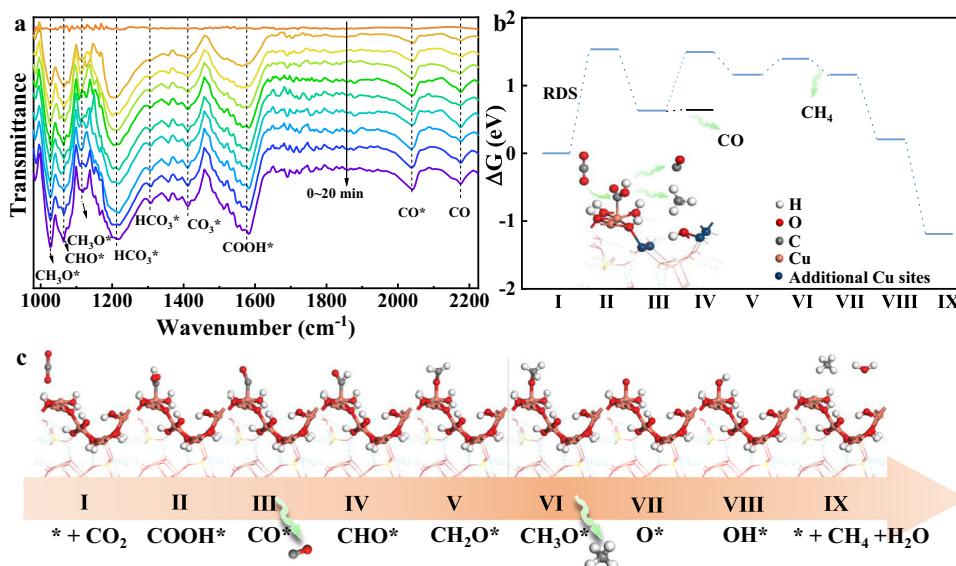 a
Transmittance
CH3O*
CHO*
CH3O*
HCO3*
HCO3*
CO3*
COOH*
0~20 min
CO*
CO
1000 1200 1400 1600 1800 2000 2200
Wavenumber (cm-1)
b
ΔG (eV)
2
1
0
-1
-2
RDS
CO
CH4
H
O
C
Cu
Additional Cu sites
I II III IV V VI VII VIII IX
c
I II III IV V VI VII VIII IX
* + CO2 COOH* CO* CHO* CH2O* CH3O* O* OH* * + CH4 +H2O